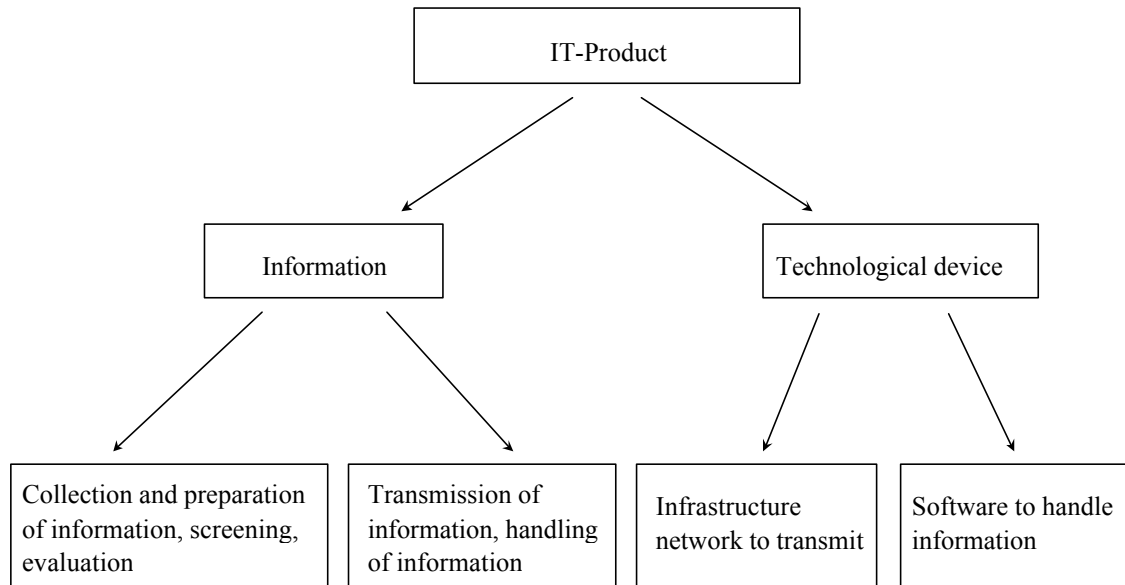 IT-Product
Information
Technological device
Collection and preparation
of information, screening,
evaluation
Transmission of
information, handling
of information
Infrastructure
network to transmit
Software to handle
information